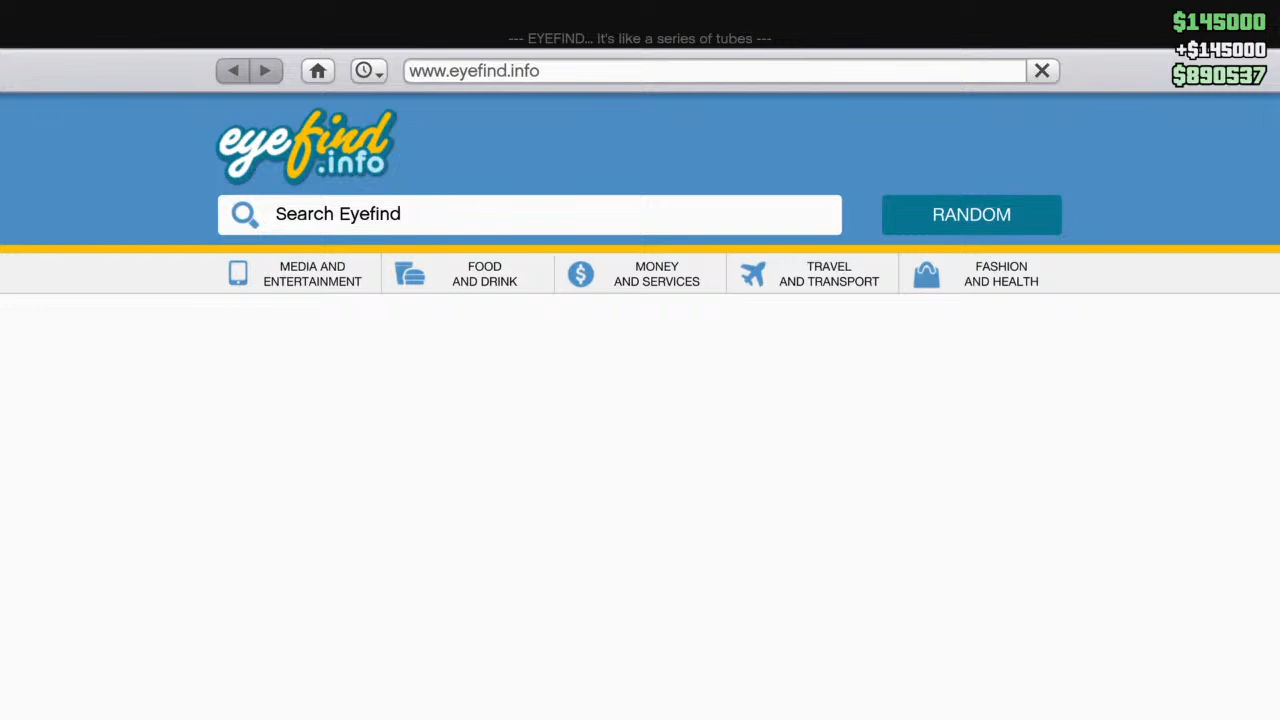 $145000
--- EYEFIND... It's like a series of tubes ---
+$145000
www.eyefind.info
$890537
eyefind
.info
Search Eyefind
RANDOM
MEDIA AND
ENTERTAINMENT
FOOD
AND DRINK
MONEY
AND SERVICES
TRAVEL
AND TRANSPORT
FASHION
AND HEALTH